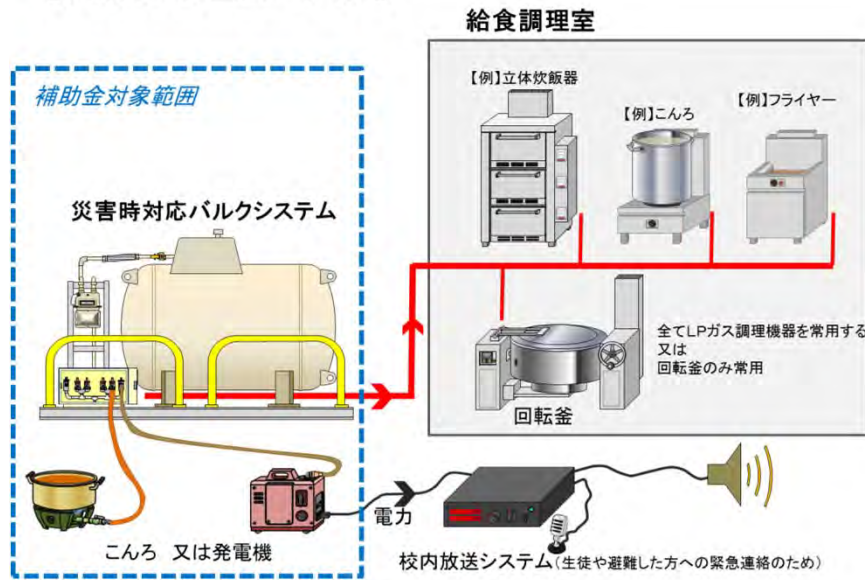 給食調理室
補助金対象範囲
【例】立体炊飯器
【例】こんろ
【例】フライヤー
災害時対応バルクシステム
全てLPガス調理機器を常用する
又は
回転釜のみ常用
回転釜
電力
こんろ 又は発電機
校内放送システム(生徒や避難した方への緊急連絡のため)